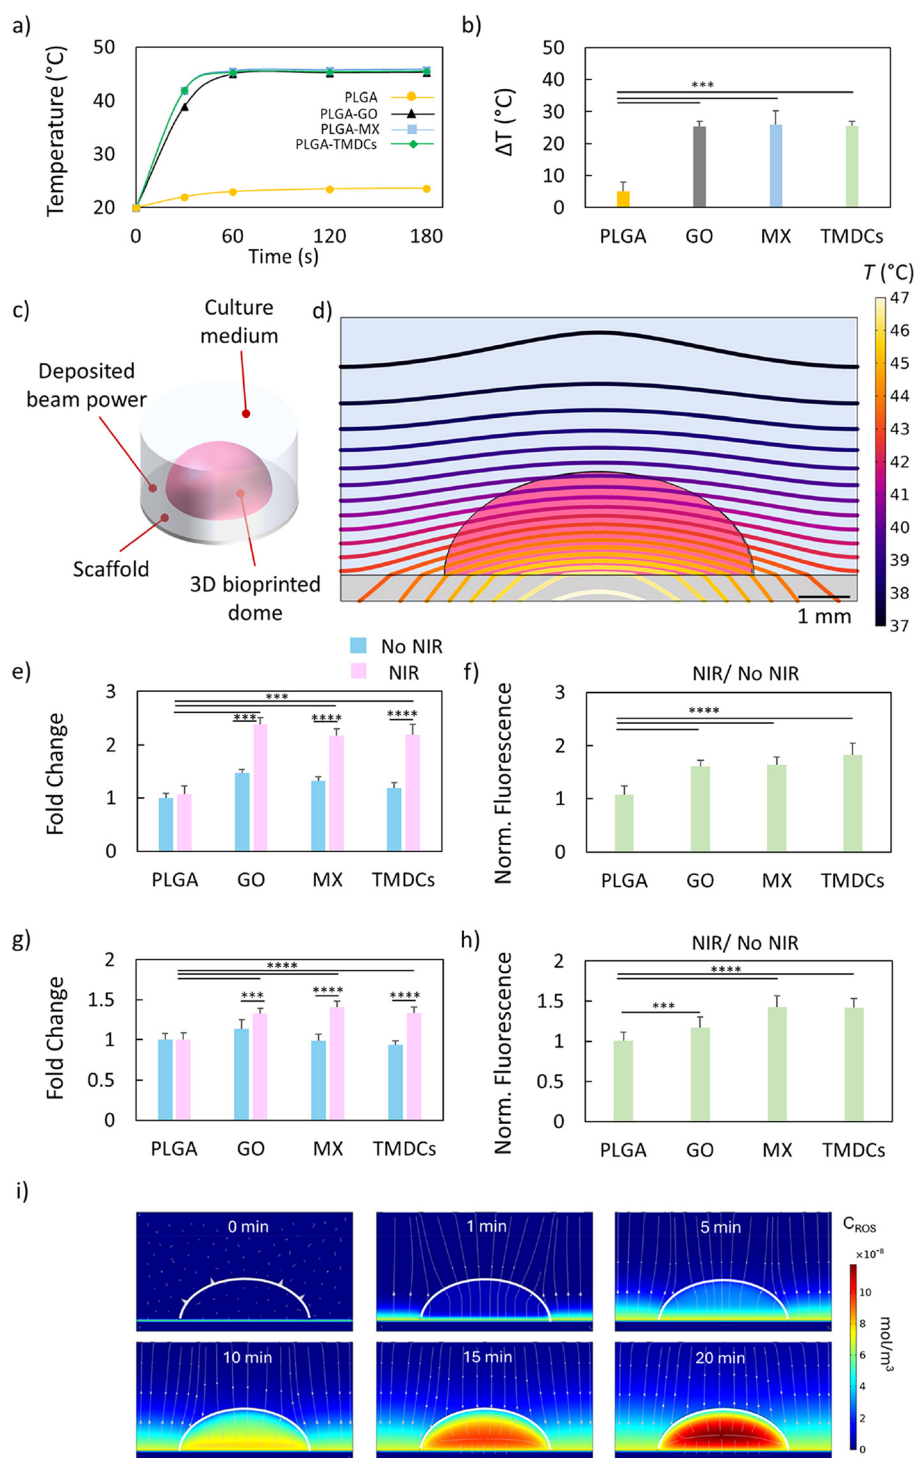 a)
Temperature (°C)
50
40
30
20
0
60
120
180
Time (s)
PLGA
PLGA-GO
PLGA-MX
PLGA-TMDCs
b)
ΔT (°C)
50
40
30
20
10
0
***
PLGA
GO
MX
TMDCs
c)
Culture
medium
Deposited
beam power
Scaffold
3D bioprinted
dome
d)
T (°C)
47
46
45
44
43
42
41
40
39
38
37
1 mm
No NIR
NIR
e)
Fold Change
3
2
1
0
***
*** **** ****
PLGA
GO
MX
TMDCs
f)
NIR/ No NIR
Norm. Fluorescence
3
2
1
0
****
PLGA
GO
MX
TMDCs
g)
Fold Change
2
1.5
1
0.5
0
****
*** **** ****
PLGA
GO
MX
TMDCs
h)
NIR/ No NIR
Norm. Fluorescence
2
1.5
1
0.5
0
****
***
PLGA
GO
MX
TMDCs
i)
0 min
1 min
5 min
10 min
15 min
20 min
CROS
×10⁻⁸
10
8
6
4
2
0
mol/m³